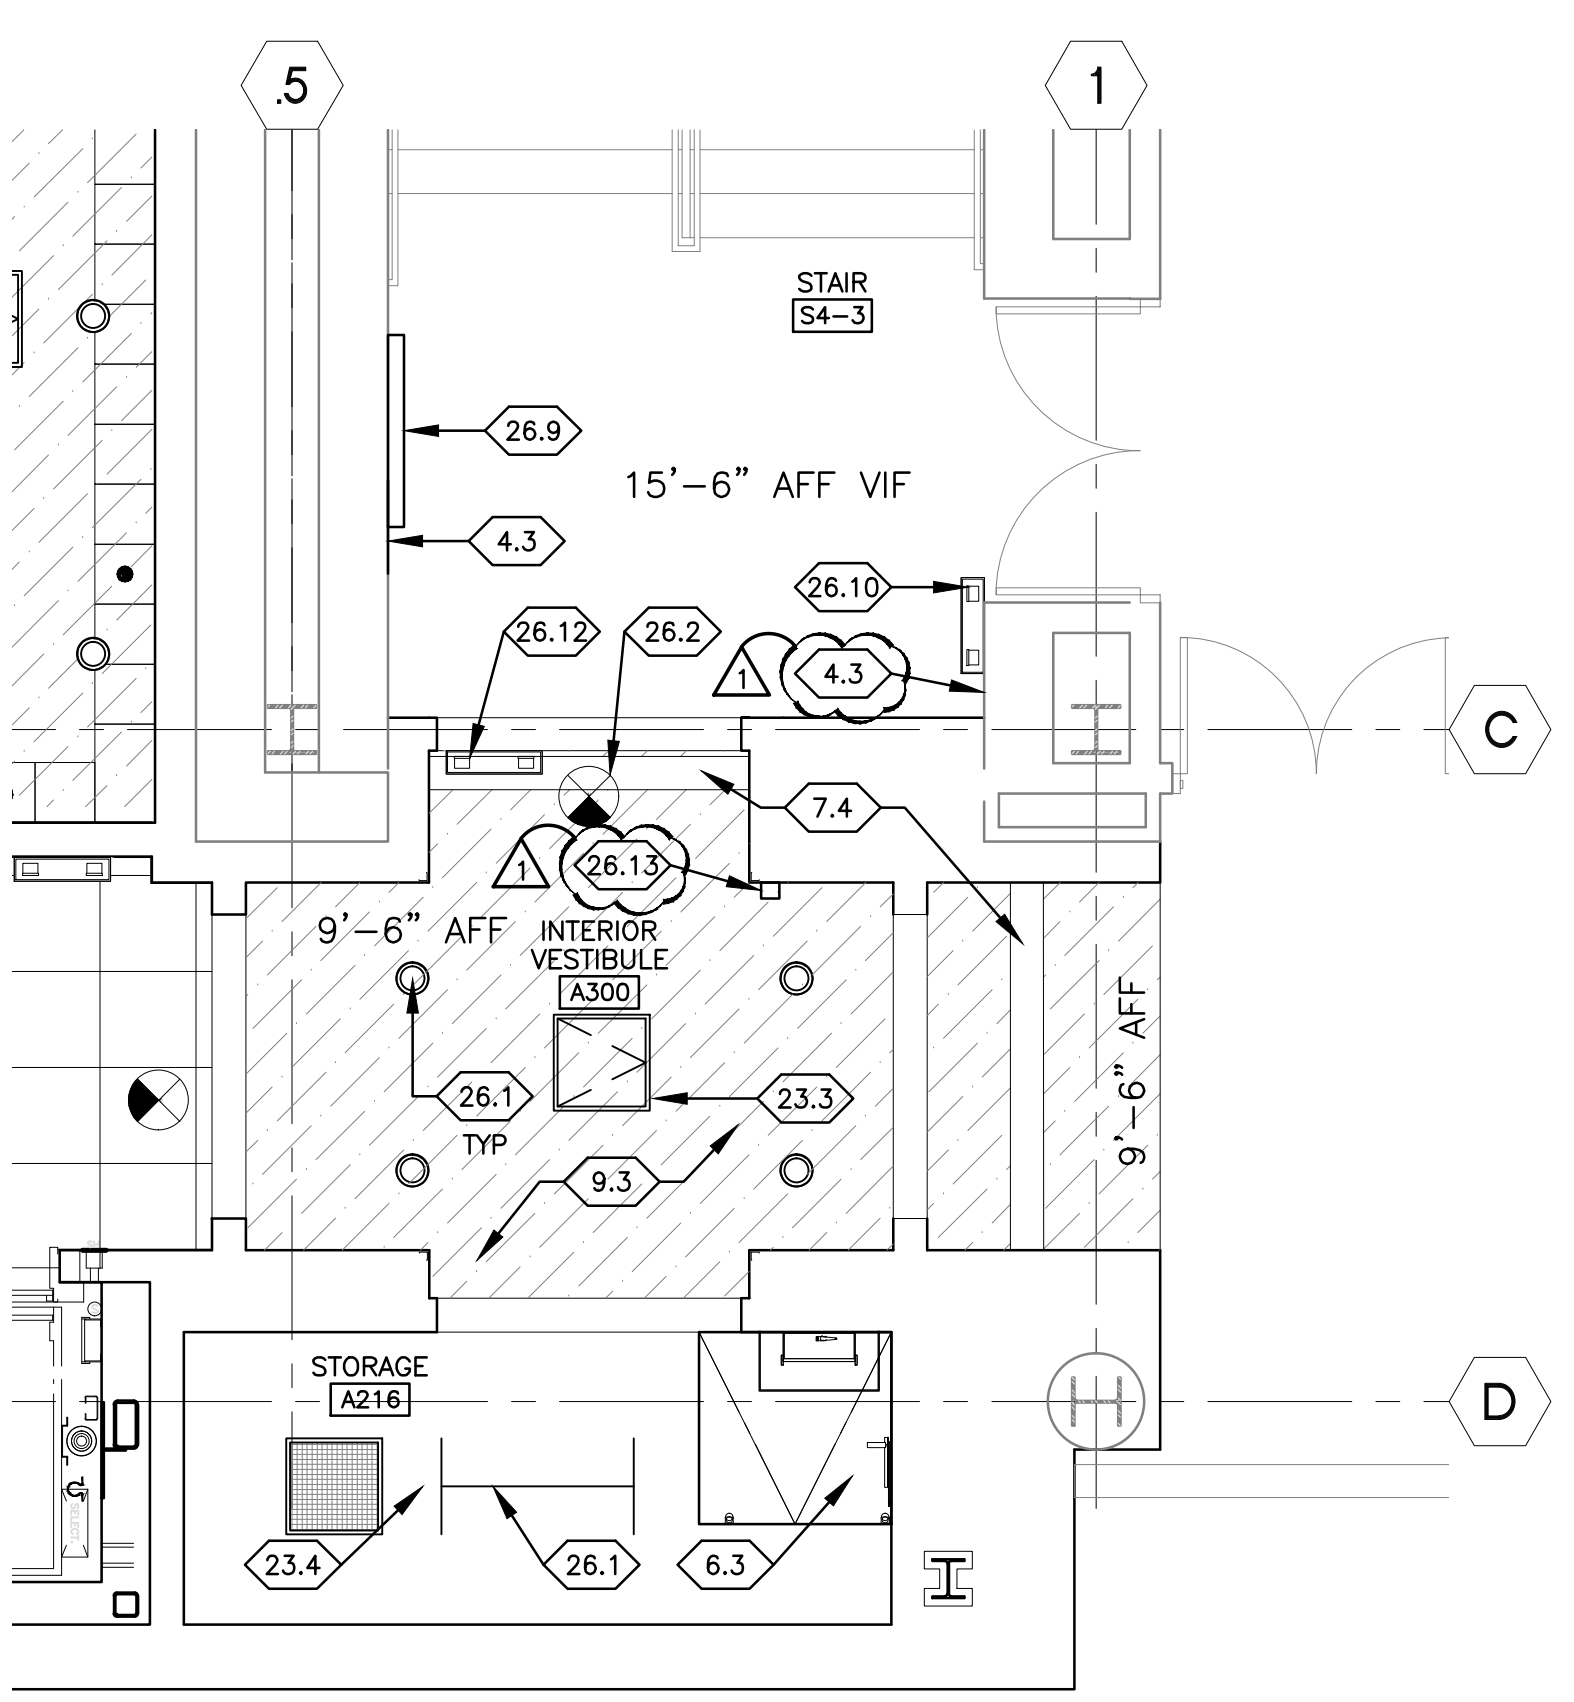 .5
1
STAIR
S4-3
26.9
15'-6" AFF VIF
4.3
26.10
26.12
26.2
1
4.3
C
7.4
1
26.13
9'-6" AFF
INTERIOR
VESTIBULE
A300
9'-6" AFF
26.1
TYP
23.3
9.3
STORAGE
A216
D
SELECT.
23.4
26.1
6.3